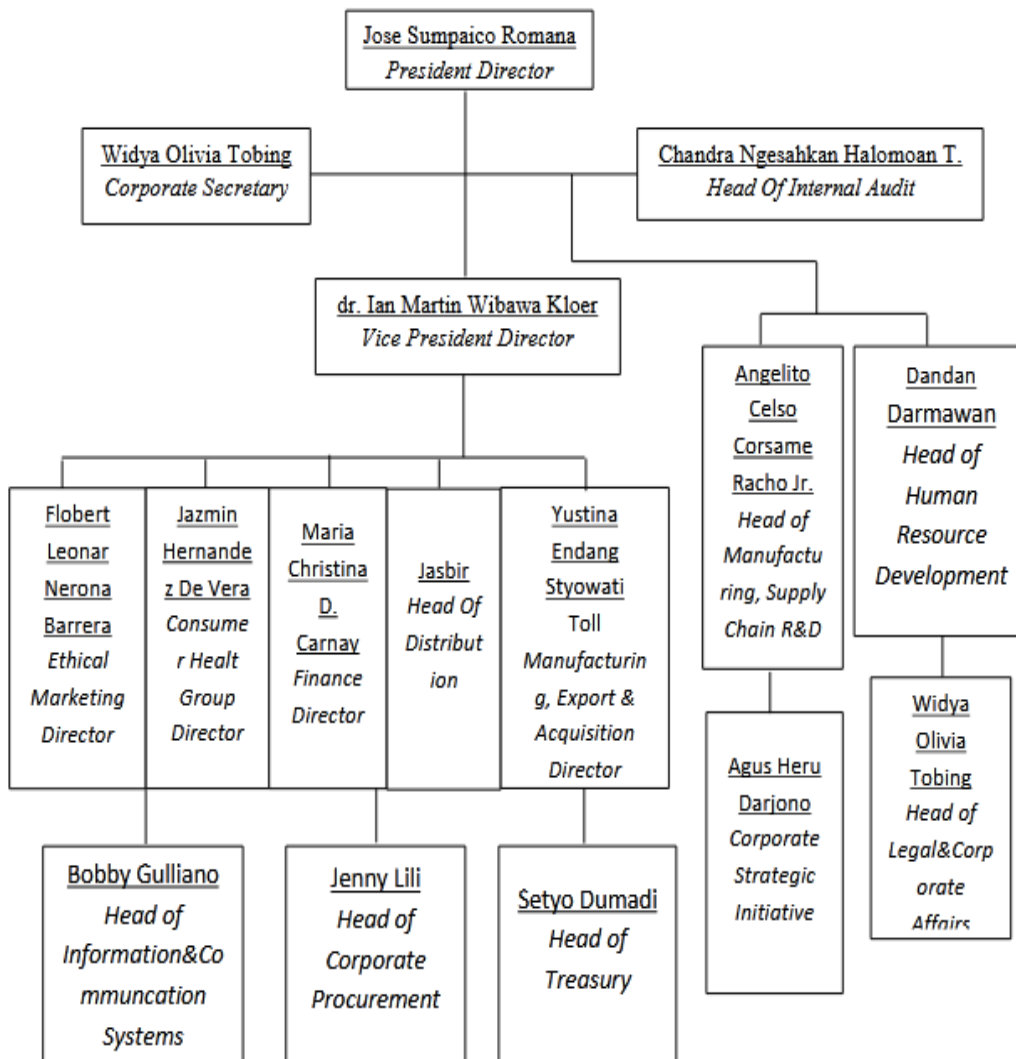 Jose Sumpaico Romana
President Director
Widya Olivia Tobing
Corporate Secretary
Chandra Ngesahkan Halomoan T.
Head Of Internal Audit
dr. Ian Martin Wibawa Kloer
Vice President Director
Angelito
Celso
Corsame
Racho Jr.
Head of
Manufactu
ring, Supply
Chain R&D
Dandan
Darmawan
Head of
Human
Resource
Development
Flobert
Leonar
Nerona
Barrera
Ethical
Marketing
Director
Jazmin
Hernande
z De Vera
Consume
r Healt
Group
Director
Maria
Christina
D.
Carnay
Finance
Director
Jasbir
Head Of
Distribut
ion
Yustina
Endang
Styowati
Toll
Manufacturin
g, Export &
Acquisition
Director
Agus Heru
Darjono
Corporate
Strategic
Initiative
Widya
Olivia
Tobing
Head of
Legal&Corp
orate
Affairs
Bobby Gulliano
Head of
Information&Co
mmuncation
Systems
Jenny Lili
Head of
Corporate
Procurement
Setyo Dumadi
Head of
Treasury